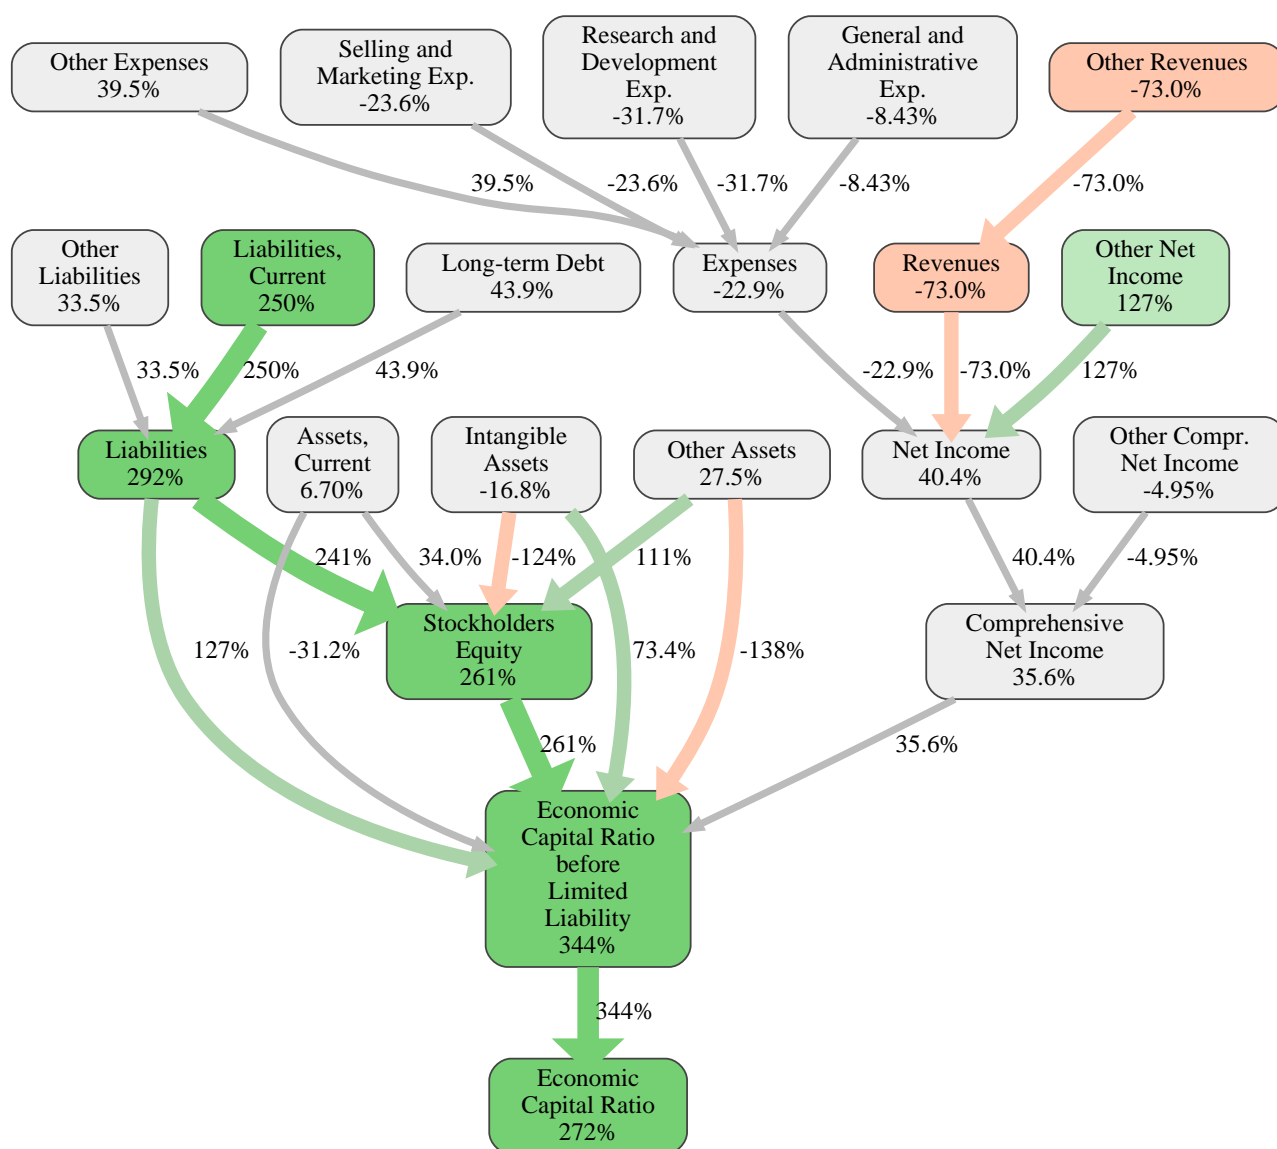 Other Expenses
39.5%
Selling and
Marketing Exp.
-23.6%
Research and
Development
Exp.
-31.7%
General and
Administrative
Exp.
-8.43%
Other Revenues
-73.0%
39.5%
-23.6%
-31.7%
-8.43%
-73.0%
Other
Liabilities
33.5%
Liabilities,
Current
250%
Long-term Debt
43.9%
Expenses
-22.9%
Revenues
-73.0%
Other Net
Income
127%
33.5%
250%
43.9%
-22.9%
-73.0%
127%
Liabilities
292%
Assets,
Current
6.70%
Intangible
Assets
-16.8%
Other Assets
27.5%
Net Income
40.4%
Other Compr.
Net Income
-4.95%
241%
34.0%
-124%
111%
40.4%
-4.95%
Stockholders
Equity
261%
Comprehensive
Net Income
35.6%
127%
-31.2%
73.4%
-138%
261%
35.6%
Economic
Capital Ratio
before
Limited
Liability
344%
344%
Economic
Capital Ratio
272%